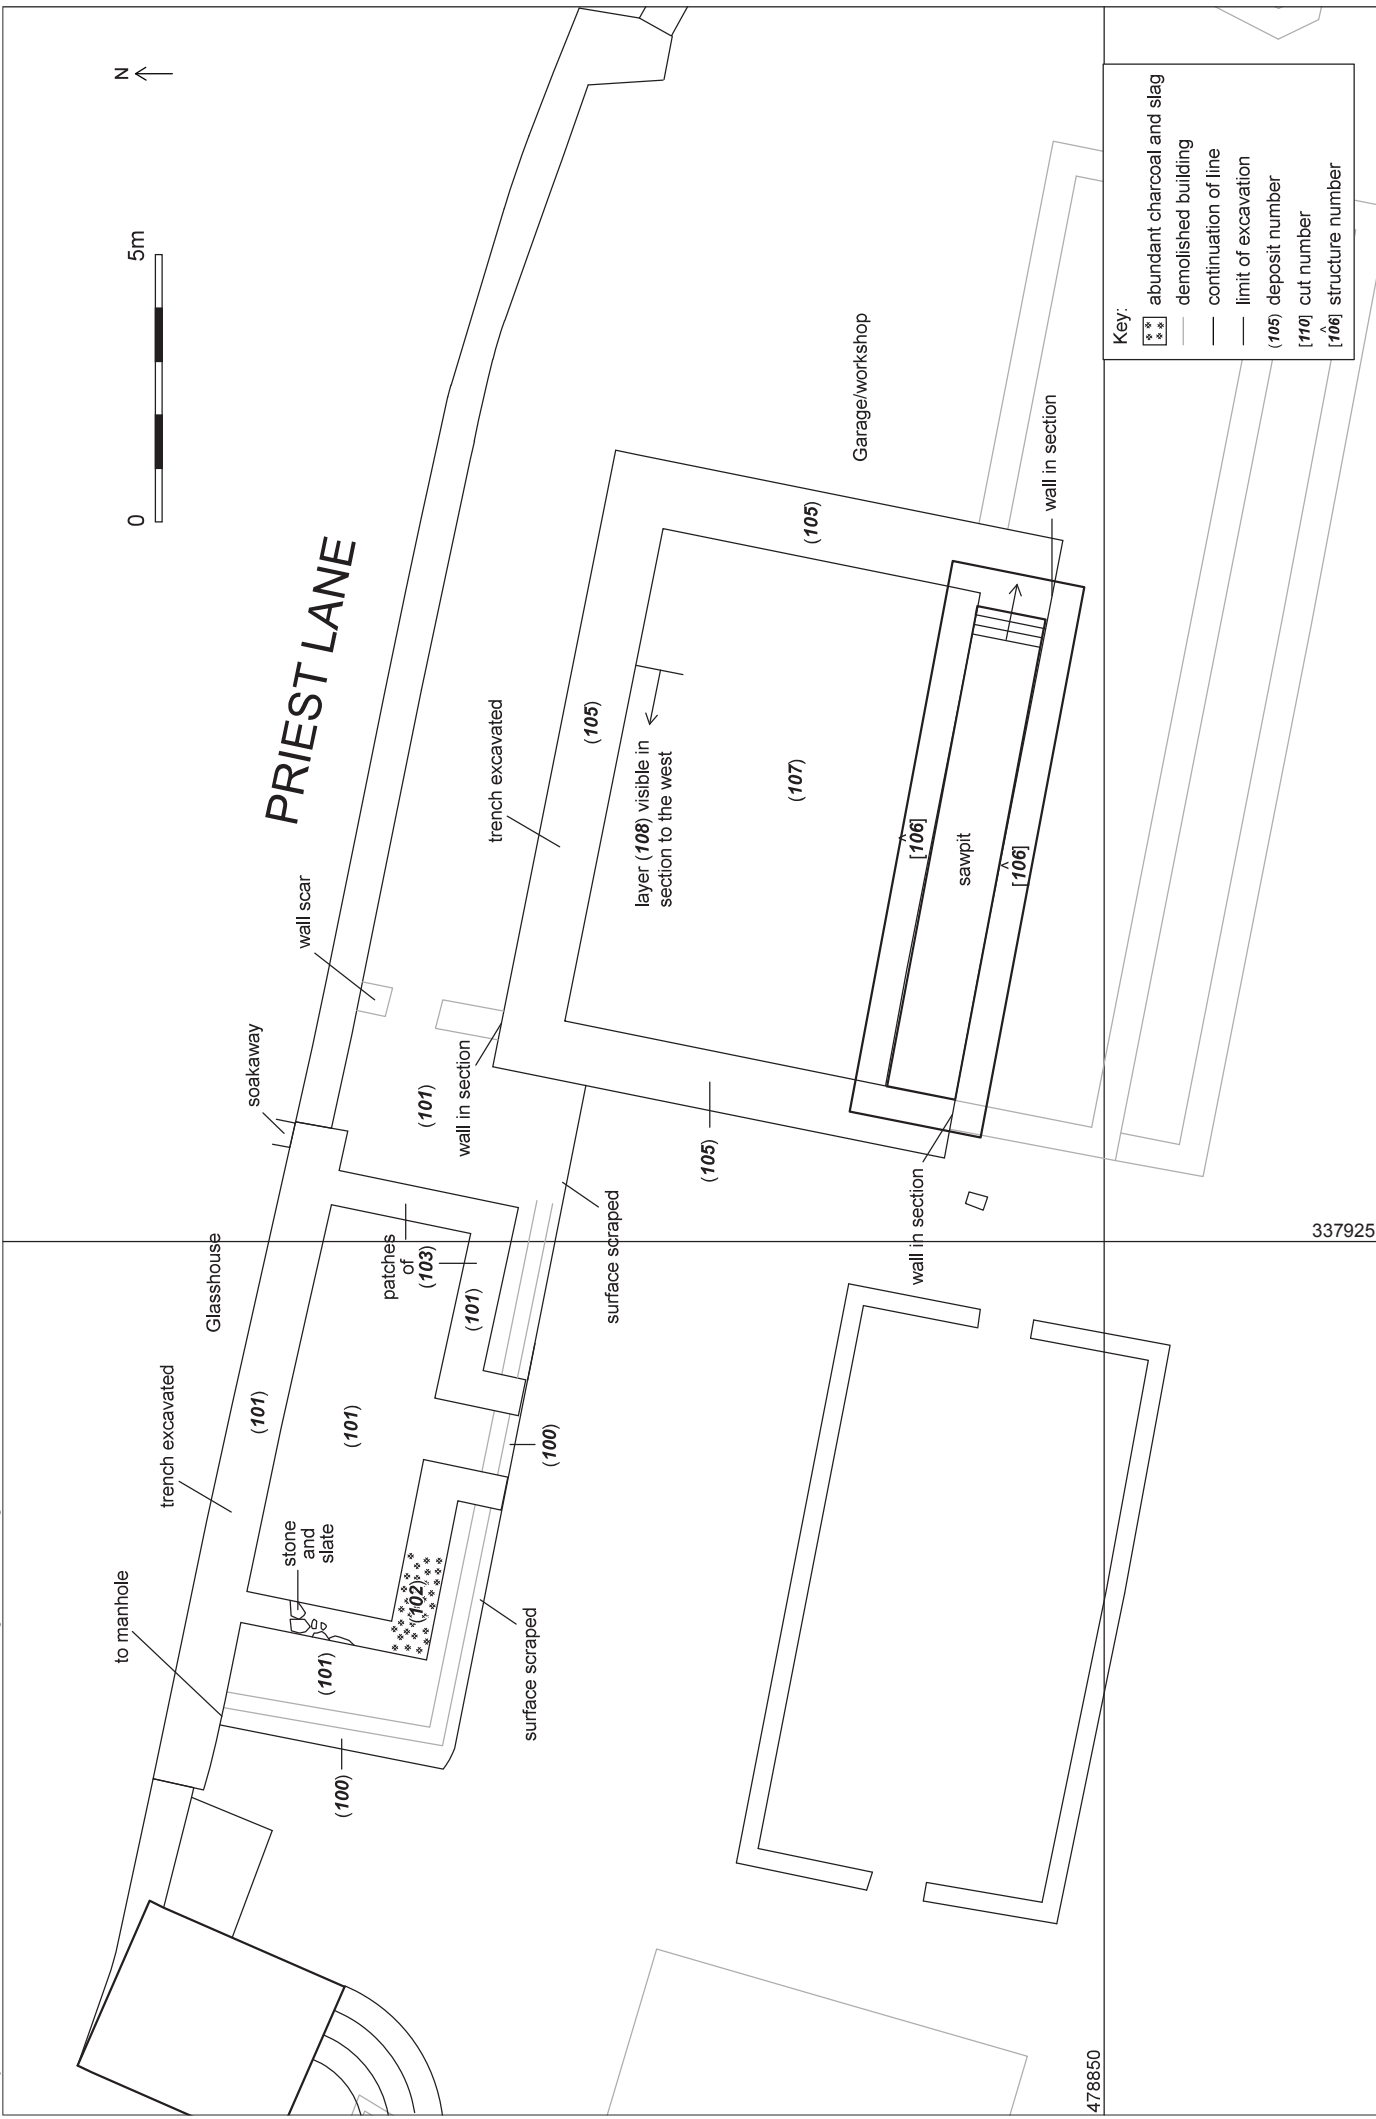 N
0
5m
PRIEST LANE
to manhole
trench excavated
Glasshouse
soakaway
wall scar
(101)
stone
and
slate
(101)
(101)
patches
of
(103)
(101)
(101)
(100)
(102)
(100)
surface scraped
surface scraped
wall in section
trench excavated
(105)
layer (108) visible in
section to the west
(105)
(107)
(105)
Garage/workshop
[106]
sawpit
[106]
wall in section
wall in section
337925
478850
Key:
abundant charcoal and slag
demolished building
continuation of line
limit of excavation
(105) deposit number
[110] cut number
[106] structure number